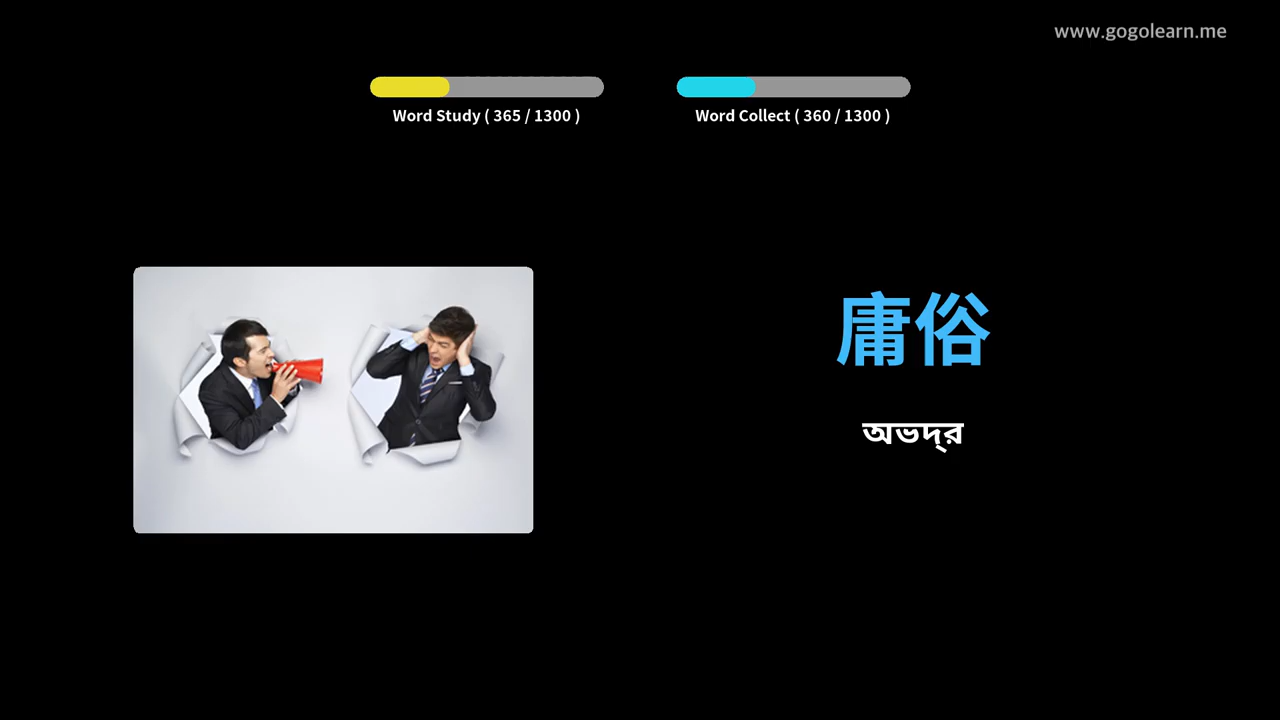 www.gogolearn.me
Word Study ( 365 / 1300 )
Word Collect ( 360 / 1300 )
庸俗
অভদ্‌র